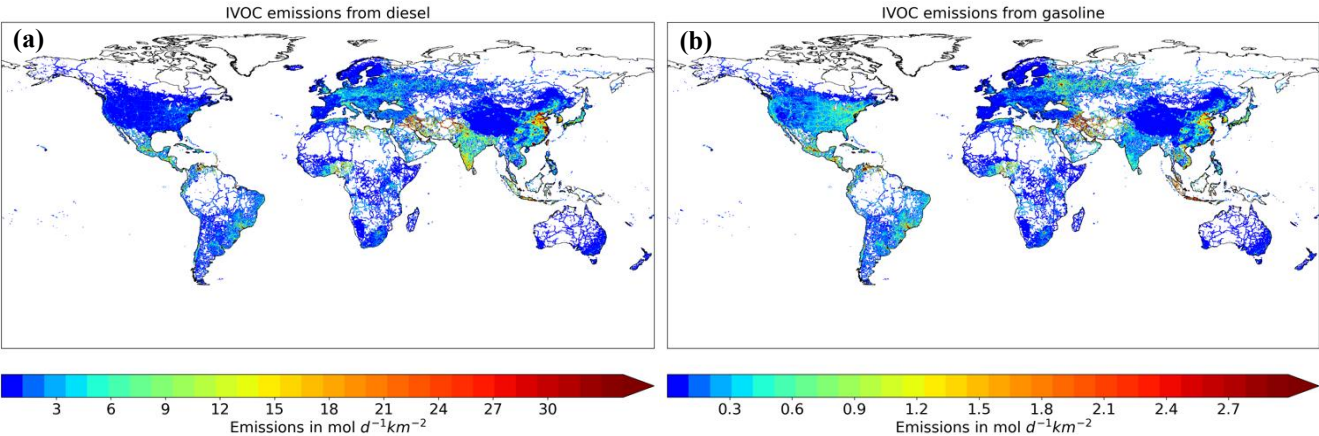 IVOC emissions from diesel
(a)
3 6 9 12 15 18 21 24 27 30
Emissions in mol d⁻¹km⁻²
IVOC emissions from gasoline
(b)
0.3 0.6 0.9 1.2 1.5 1.8 2.1 2.4 2.7
Emissions in mol d⁻¹km⁻²